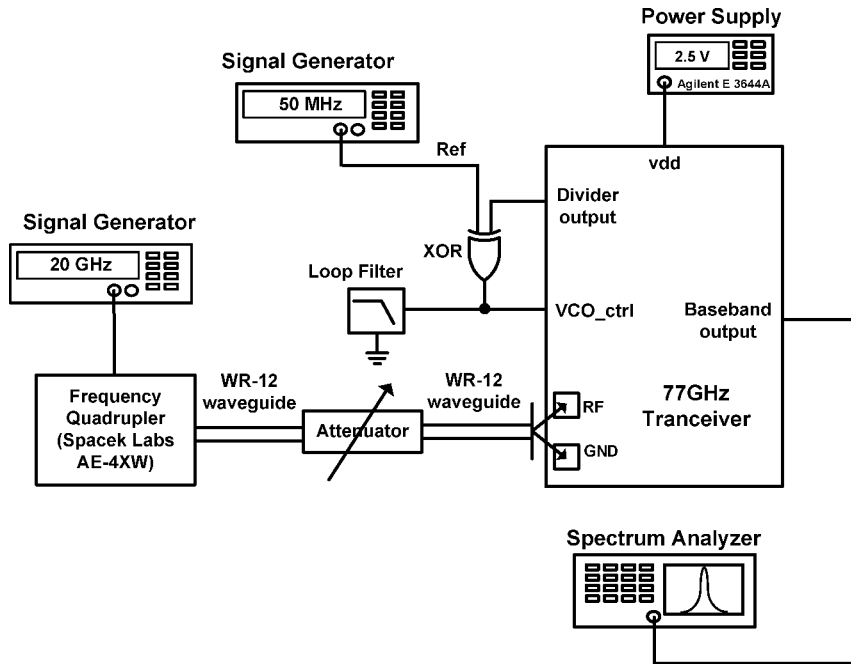 Power Supply
2.5 V
Agilent E 3644A
Signal Generator
50 MHz
Ref
vdd
Divider
output
Signal Generator
20 GHz
XOR
Loop Filter
VCO_ctrl
Baseband
output
WR-12
waveguide
WR-12
waveguide
Frequency
Quadrupler
(Spacek Labs
AE-4XW)
Attenuator
RF
GND
77GHz
Tranceiver
Spectrum Analyzer